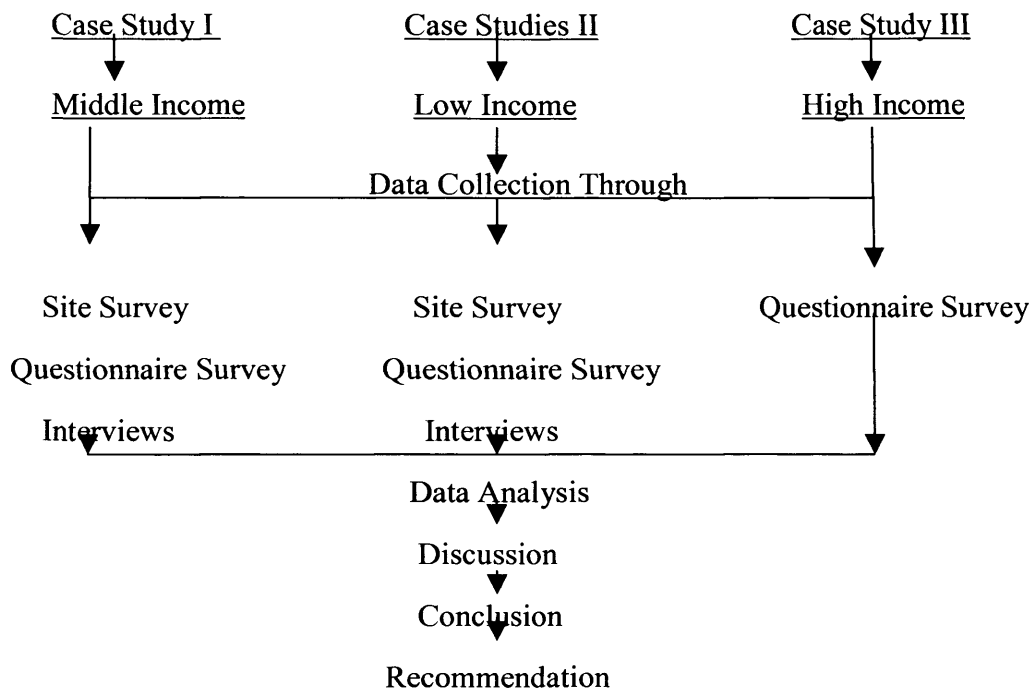 Case Study I Case Studies II Case Study III
Middle Income Low Income High Income
Data Collection Through
Site Survey Site Survey Questionnaire Survey
Questionnaire Survey Questionnaire Survey
Interviews Interviews
Data Analysis
Discussion
Conclusion
Recommendation